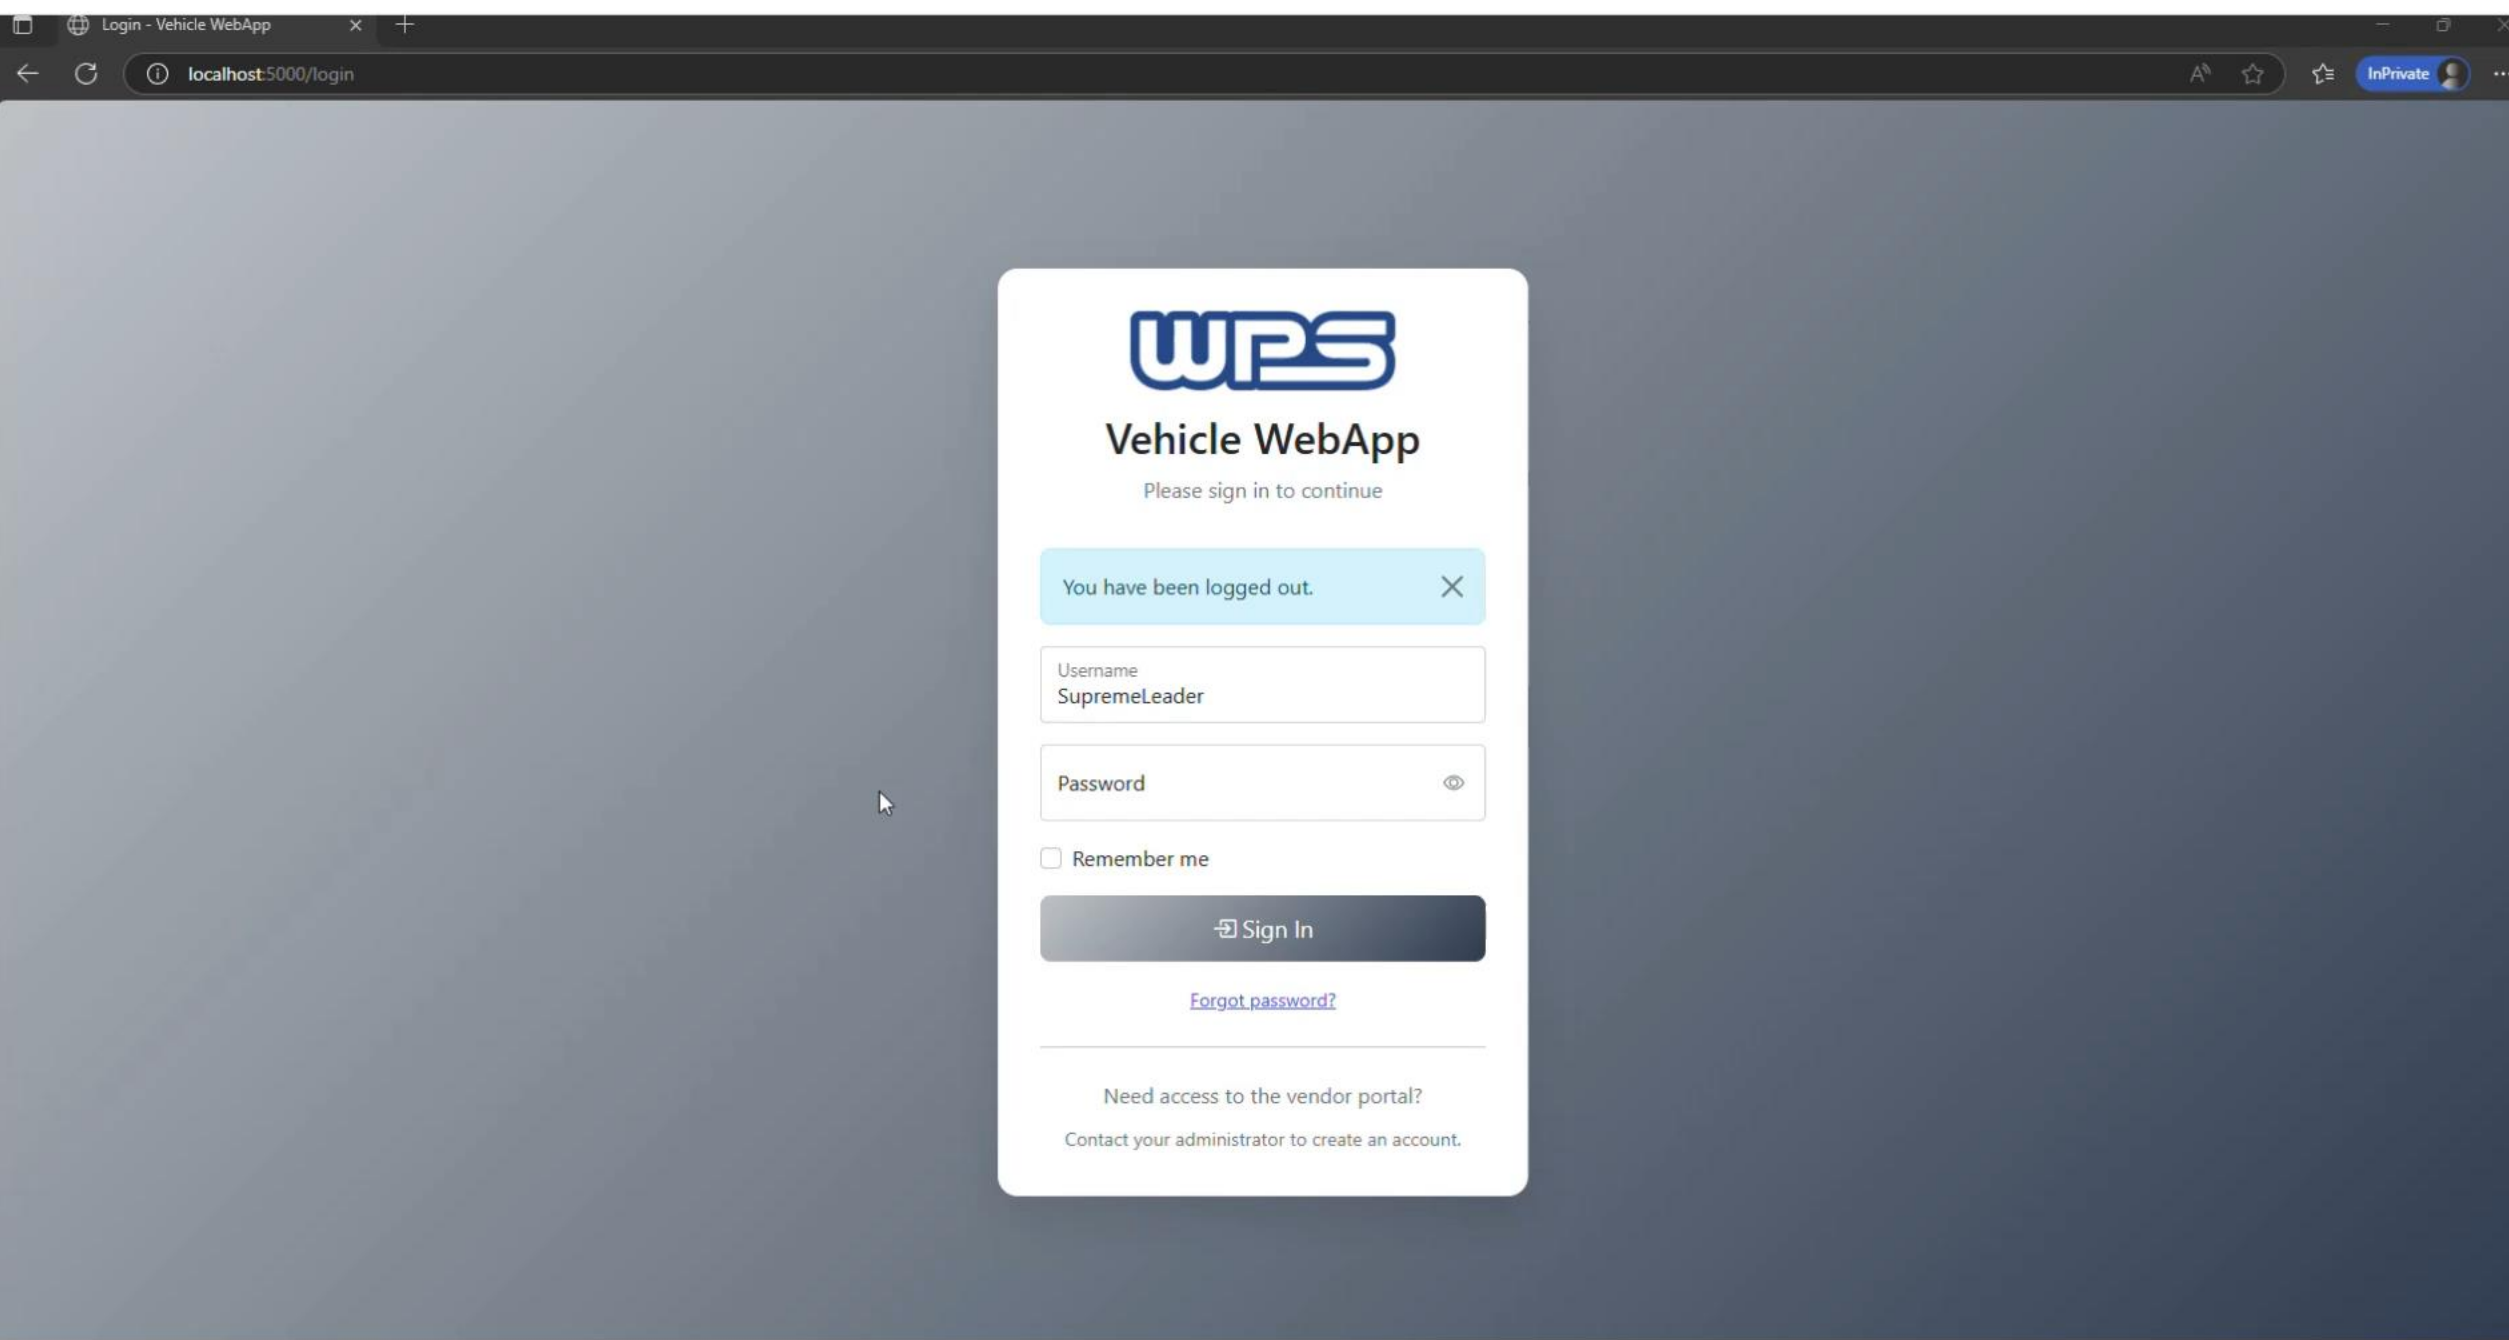 Login - Vehicle WebApp
localhost:5000/login
InPrivate
WPS
Vehicle WebApp
Please sign in to continue
You have been logged out.
Username
SupremeLeader
Password
Remember me
Sign In
Forgot password?
Need access to the vendor portal?
Contact your administrator to create an account.